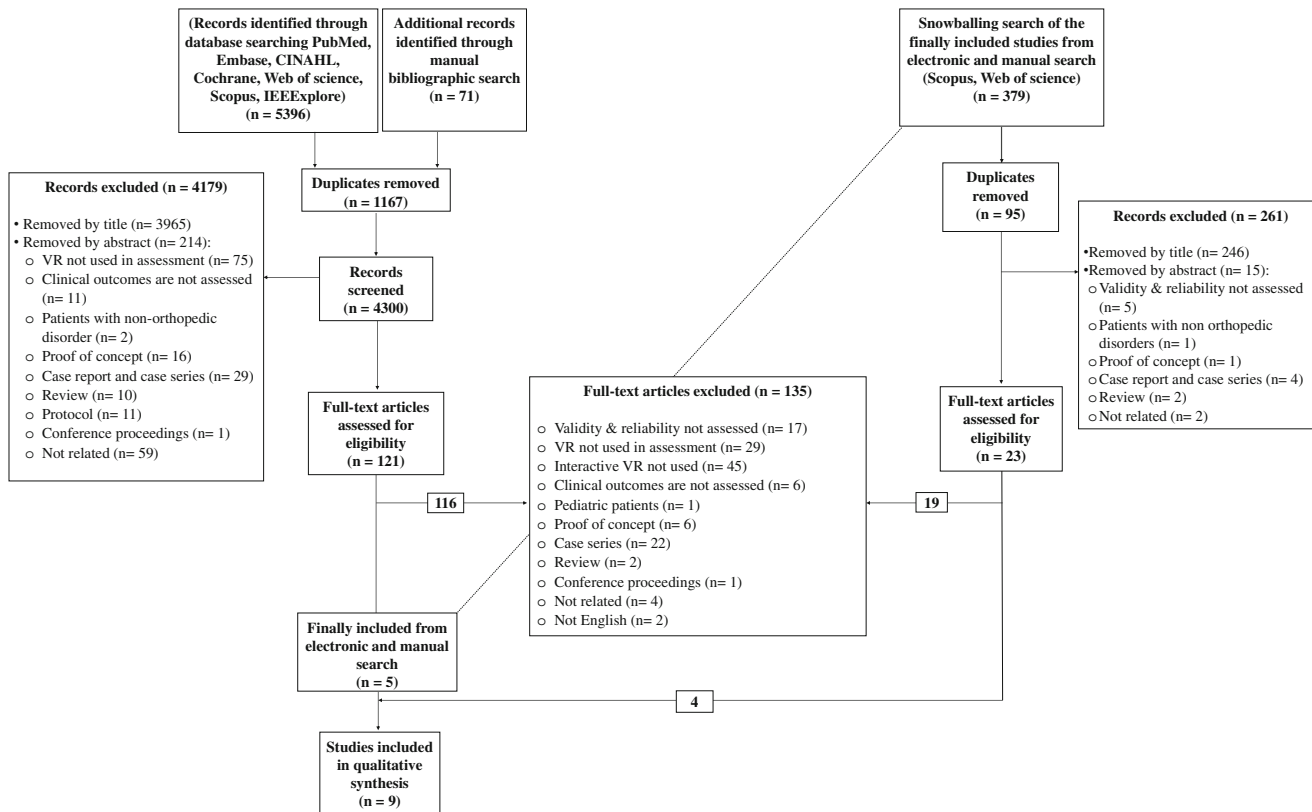 (Records identified through
database searching PubMed,
Embase, CINAHL,
Cochrane, Web of science,
Scopus, IEEExplore)
(n = 5396)
Additional records
identified through
manual
bibliographic search
(n = 71)
Snowballing search of the
finally included studies from
electronic and manual search
(Scopus, Web of science)
(n = 379)
Duplicates removed
(n = 1167)
Duplicates
removed
(n = 95)
Records excluded (n = 4179)
• Removed by title (n= 3965)
• Removed by abstract (n= 214):
o VR not used in assessment (n= 75)
o Clinical outcomes are not assessed
(n= 11)
o Patients with non-orthopedic
disorder (n= 2)
o Proof of concept (n= 16)
o Case report and case series (n= 29)
o Review (n= 10)
o Protocol (n= 11)
o Conference proceedings (n= 1)
o Not related (n= 59)
Records
screened
(n = 4300)
Records excluded (n = 261)
•Removed by title (n= 246)
•Removed by abstract (n= 15):
o Validity & reliability not assessed
(n= 5)
o Patients with non orthopedic
disorders (n= 1)
o Proof of concept (n= 1)
o Case report and case series (n= 4)
o Review (n= 2)
o Not related (n= 2)
Full-text articles
assessed for
eligibility
(n = 121)
Full-text articles excluded (n = 135)
o Validity & reliability not assessed (n= 17)
o VR not used in assessment (n= 29)
o Interactive VR not used (n= 45)
o Clinical outcomes are not assessed (n= 6)
o Pediatric patients (n= 1)
o Proof of concept (n= 6)
o Case series (n= 22)
o Review (n= 2)
o Conference proceedings (n= 1)
o Not related (n= 4)
o Not English (n= 2)
Full-text articles
assessed for
eligibility
(n = 23)
116
19
Finally included from
electronic and manual
search
(n = 5)
4
Studies included
in qualitative
synthesis
(n = 9)